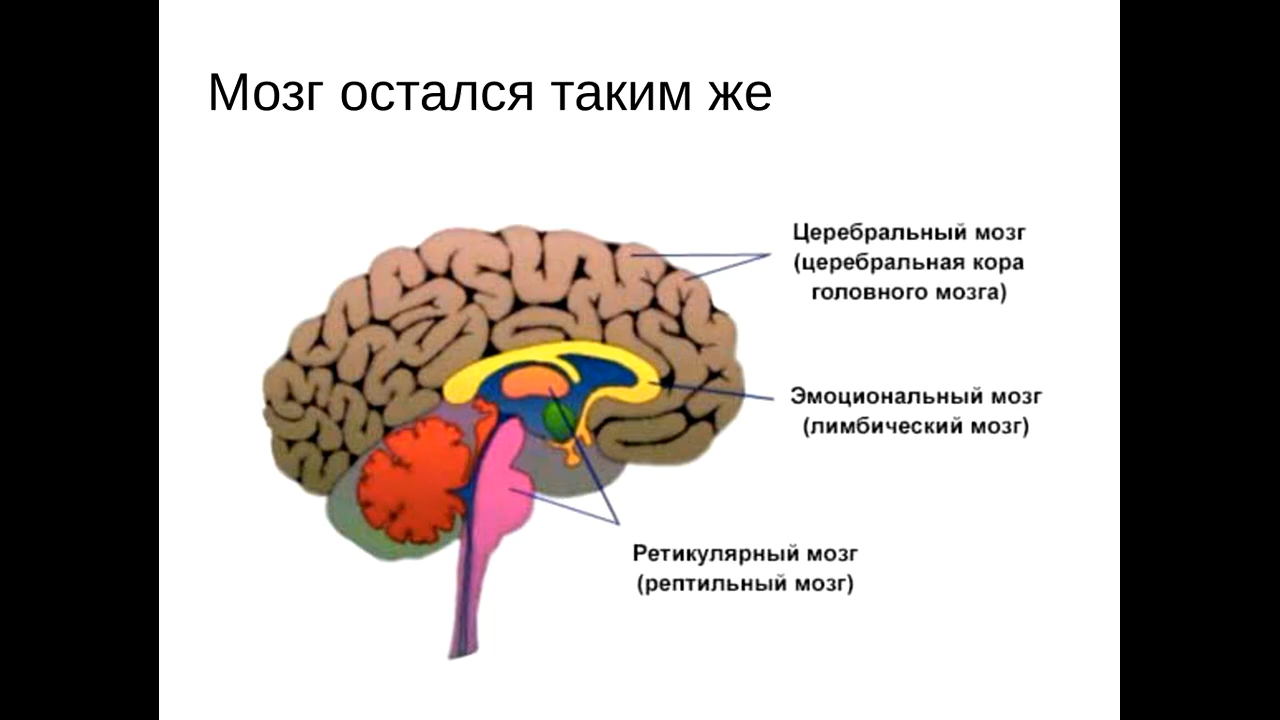 Мозг остался таким же
Церебральный мозг
(церебральная кора
головного мозга)
Эмоциональный мозг
(лимбический мозг)
Ретикулярный мозг
(рептильный мозг)